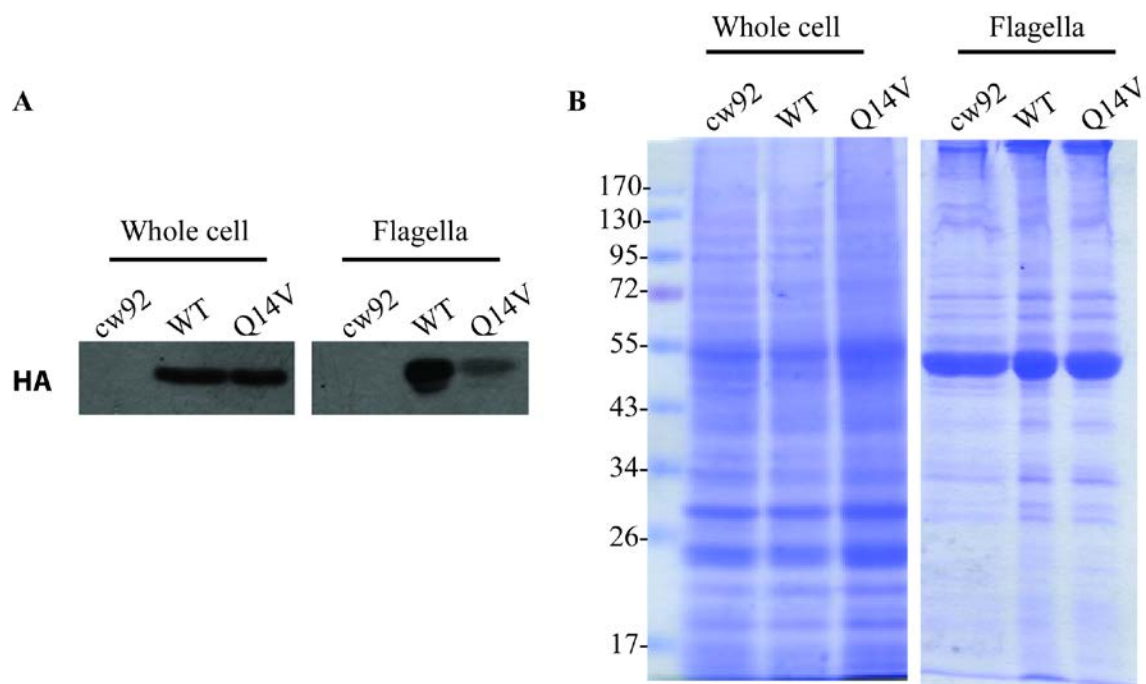 A
Whole cell
Flagella
cw92
WT
Q14V
cw92
WT
Q14V
HA
B
Whole cell
Flagella
cw92
WT
Q14V
cw92
WT
Q14V
170-
130-
95-
72-
55-
43-
34-
26-
17-